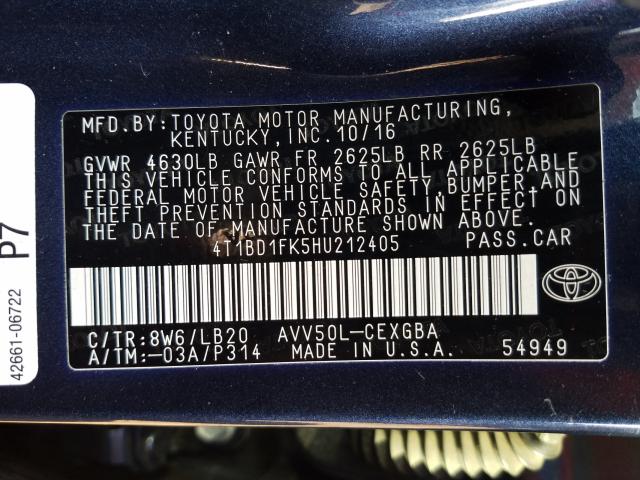 MFD.BY:TOYOTA MOTOR MANUFACTURING,
KENTUCKY,INC.10/16
GVWR 4630LB GAWR FR 2625LB RR 2625LB
THIS VEHICLE CONFORMS TO ALL APPLICABLE
FEDERAL MOTOR VEHICLE SAFETY,BUMPER,AND
THEFT PREVENTION STANDARDS IN EFFECT ON
THE DATE OF MANUFACTURE SHOWN ABOVE.
4T1BD1FK5HU212405 PASS.CAR
C/TR:8W6/LB20 AVV50L-CEXGBA
A/TM:-03A/P314 MADE IN U.S.A. 54949
P7
42661-06722